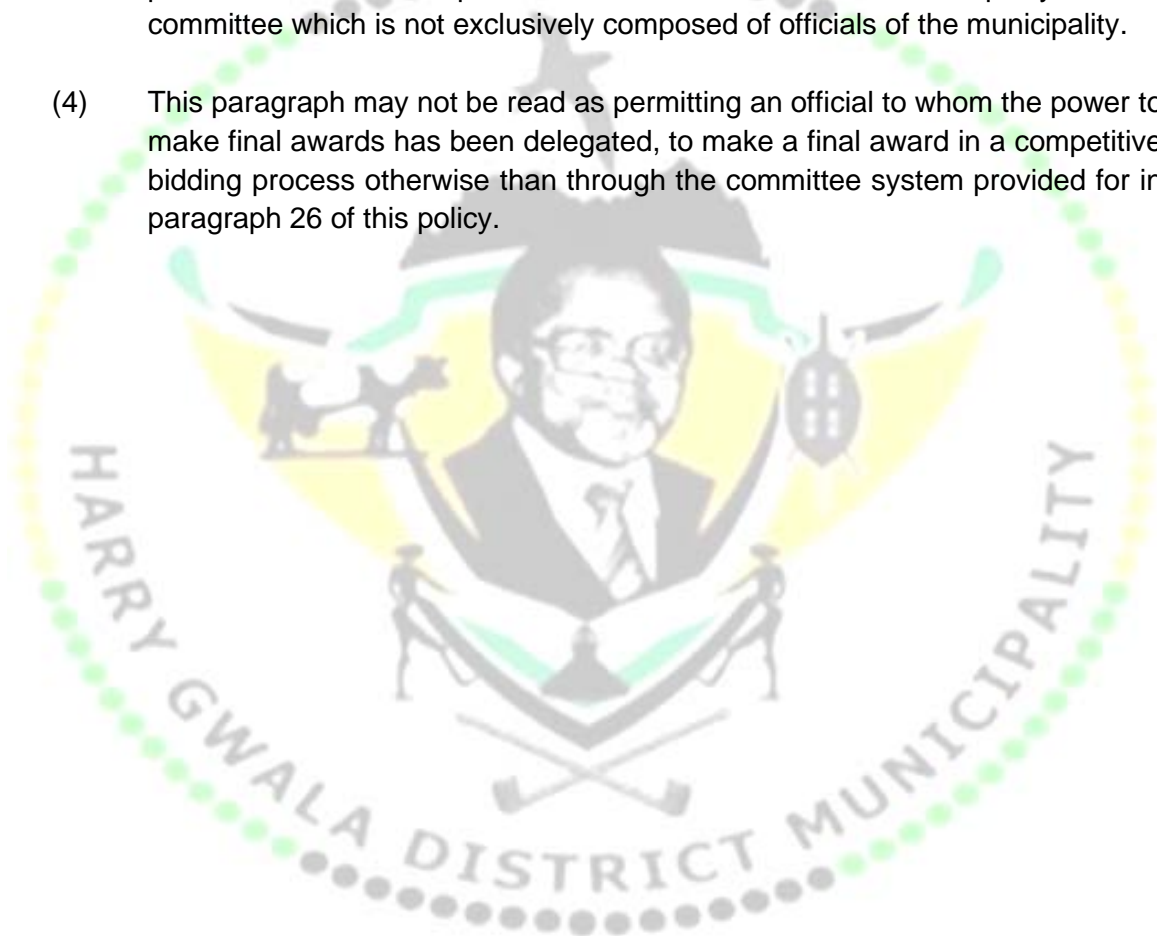 committee which is not exclusively composed of officials of the municipality.
(4) This paragraph may not be read as permitting an official to whom the power to
make final awards has been delegated, to make a final award in a competitive
bidding process otherwise than through the committee system provided for in
paragraph 26 of this policy.
HARRY GWALA DISTRICT MUNICIPALITY